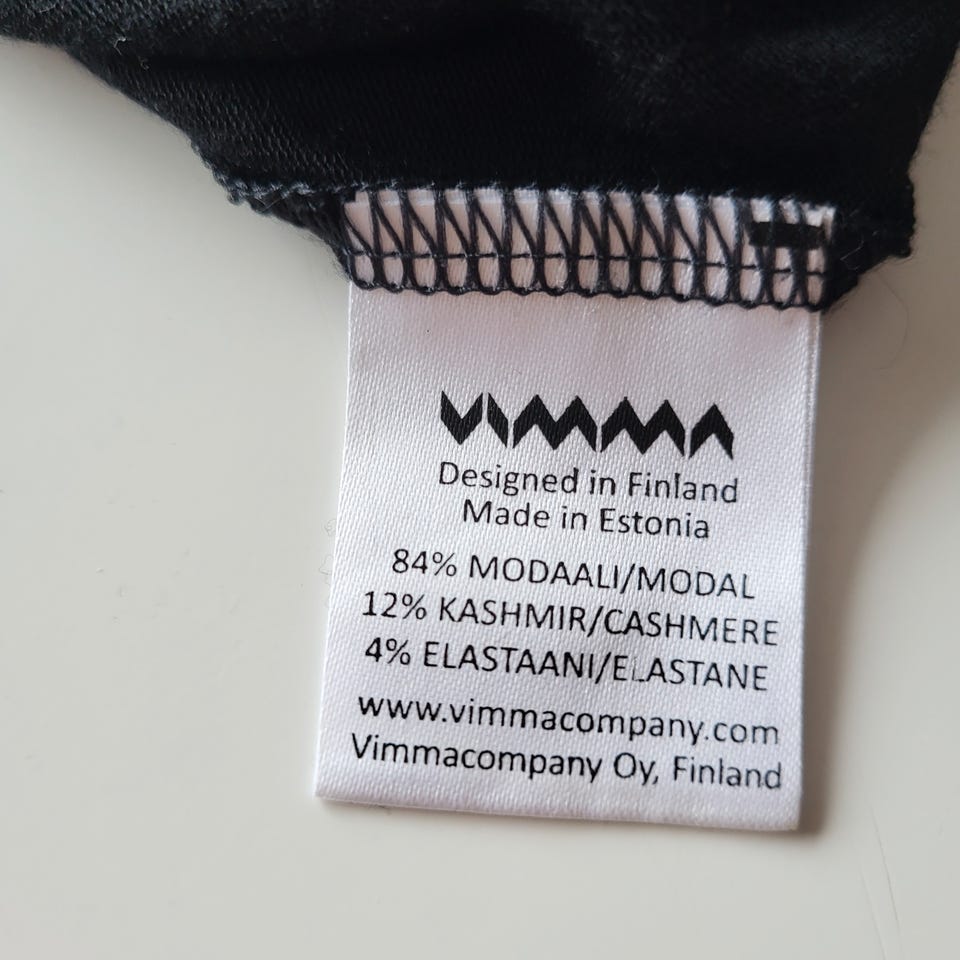 VIMMA
Designed in Finland
Made in Estonia
84% MODAALI/MODAL
12% KASHMIR/CASHMERE
4% ELASTAANI/ELASTANE
www.vimmacompany.com
Vimmacompany Oy, Finland